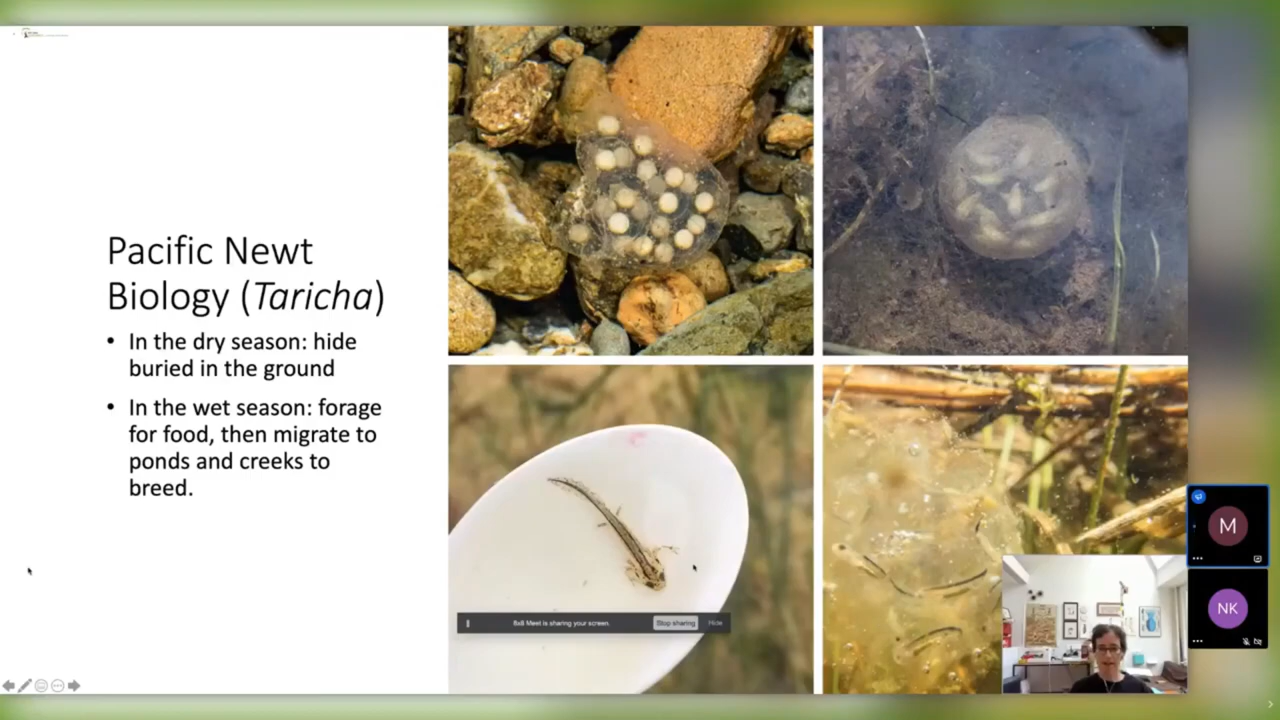 Pacific Newt
Biology (Taricha)
• In the dry season: hide
buried in the ground
• In the wet season: forage
for food, then migrate to
ponds and creeks to
breed.
8x8 Meet is sharing your screen.
Stop sharing
Hide
M
NK